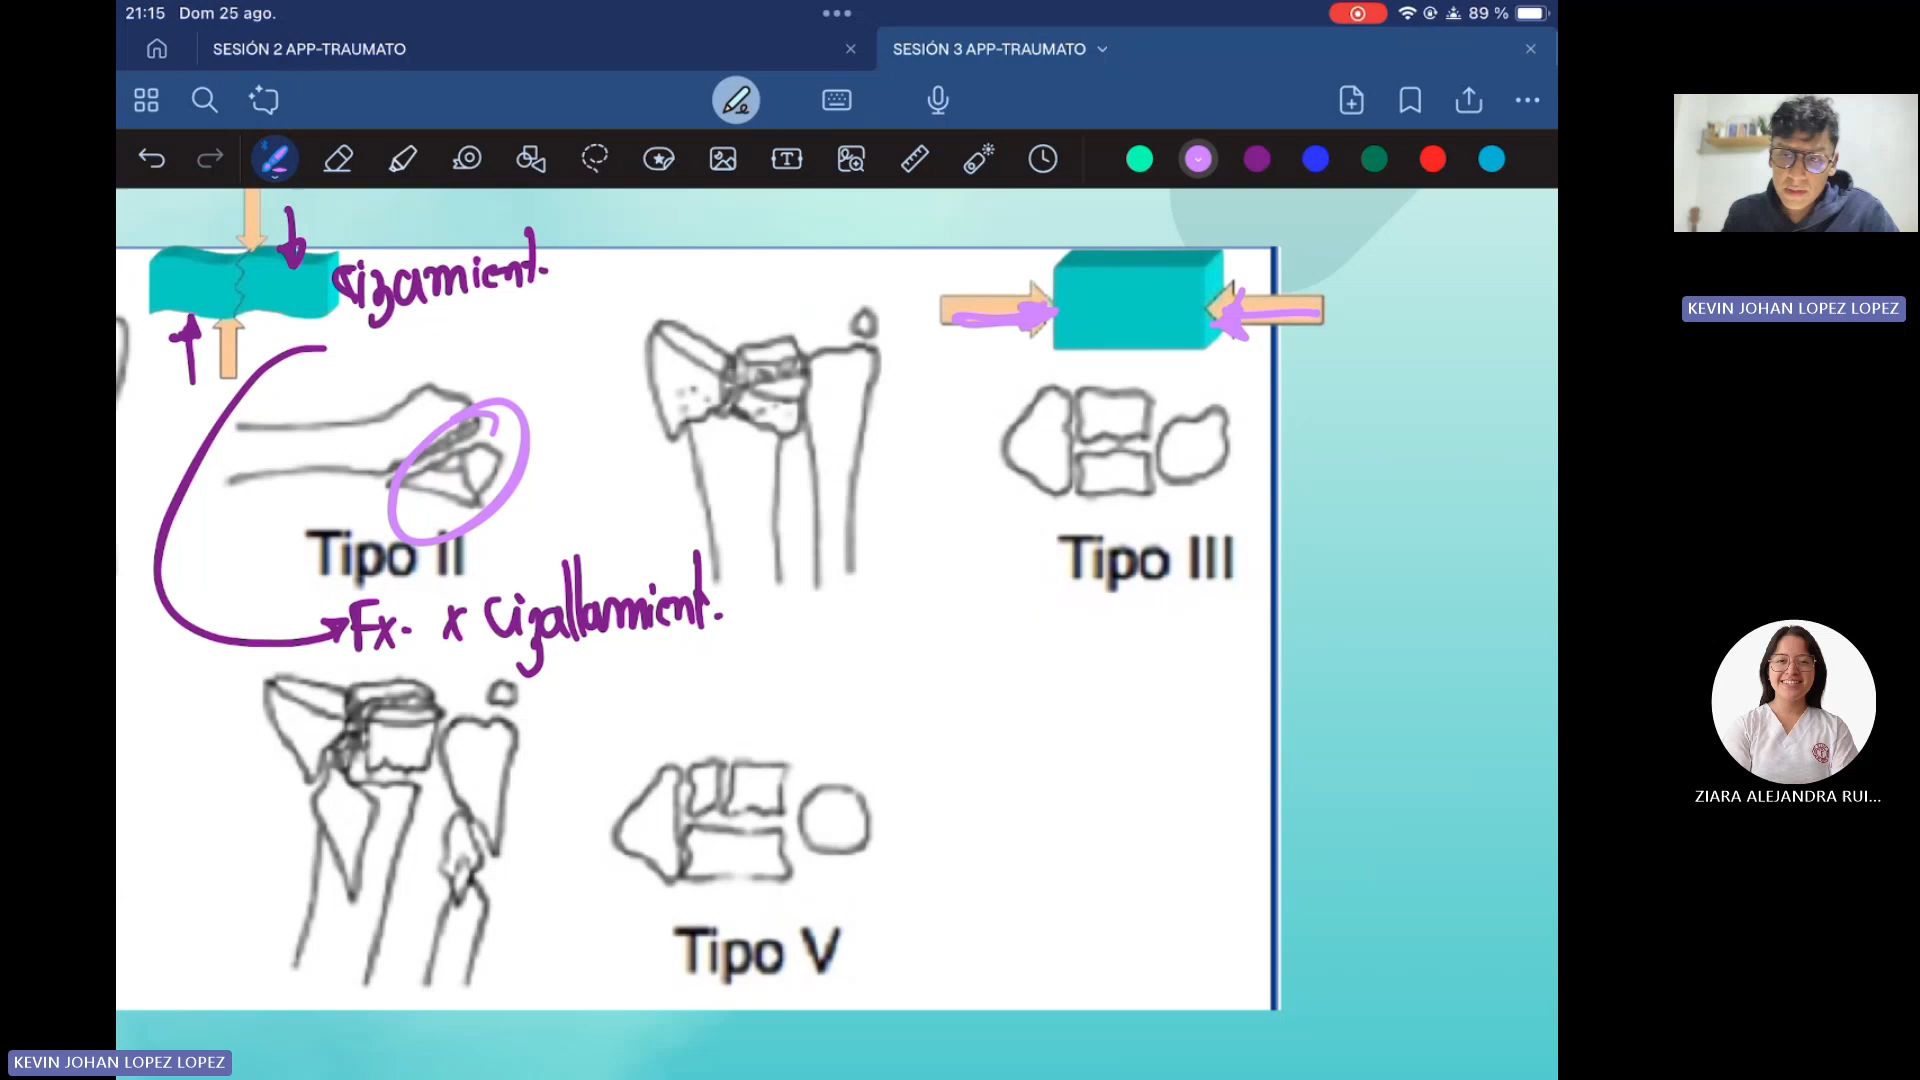 21:15 Dom 25 ago.
89 %
SESIÓN 2 APP-TRAUMATO
SESIÓN 3 APP-TRAUMATO
cizamient.
Tipo II
Tipo III
Fx. x Cizallamient.
Tipo V
KEVIN JOHAN LOPEZ LOPEZ
ZIARA ALEJANDRA RUI...
KEVIN JOHAN LOPEZ LOPEZ